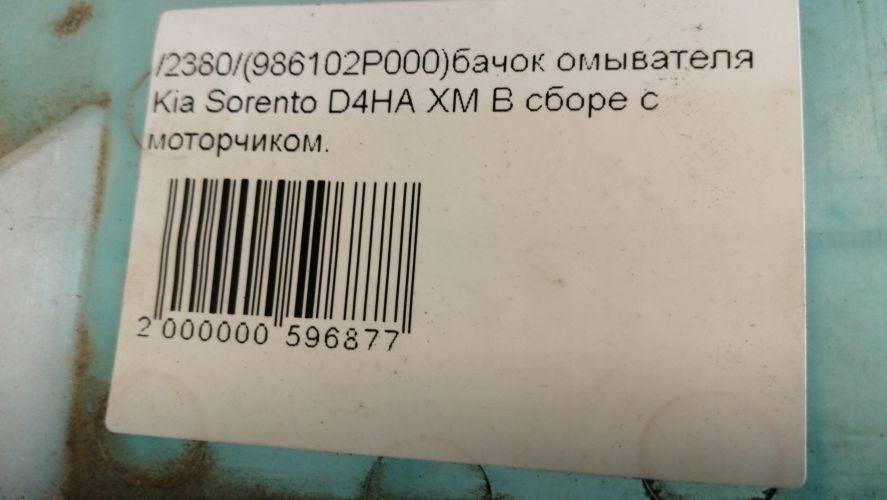 /2380/(986102P000)бачок омывателя
Kia Sorento D4HA XM В сборе с
моторчиком.
2 000000 596877